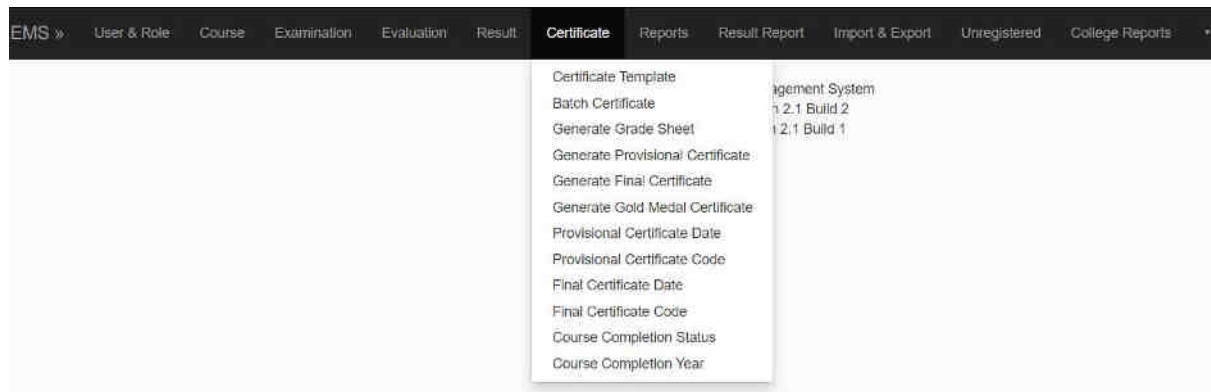 EMS » User & Role Course Examination Evaluation Result Certificate Reports Result Report Import & Export Unregistered College Reports
Certificate Template
agement System
Batch Certificate
2.1 Build 2
Generate Grade Sheet
2.1 Build 1
Generate Provisional Certificate
Generate Final Certificate
Generate Gold Medal Certificate
Provisional Certificate Date
Provisional Certificate Code
Final Certificate Date
Final Certificate Code
Course Completion Status
Course Completion Year